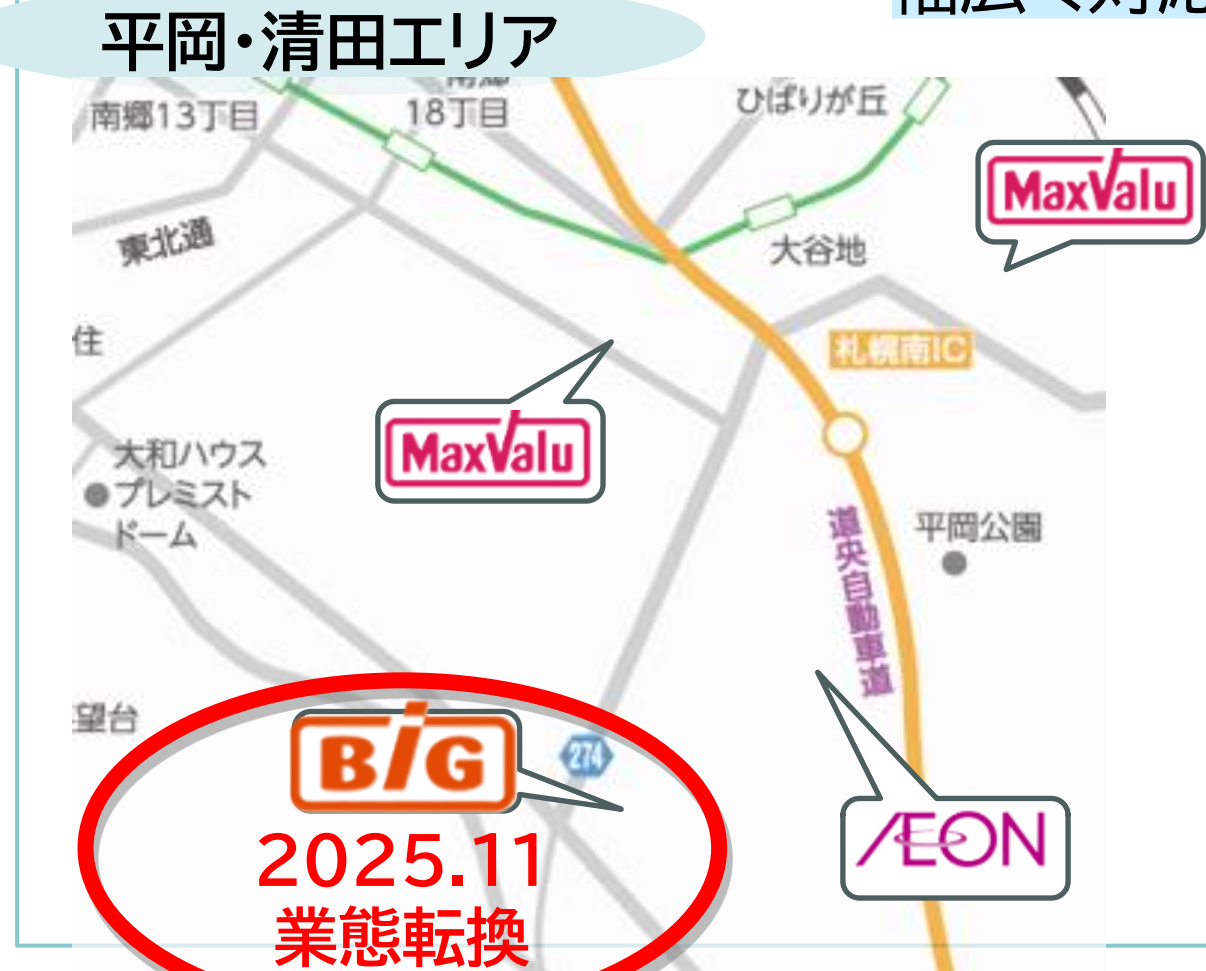 平岡・清田エリア
南郷13丁目
18丁目
ひばりが丘
MaxValu
東北通
大谷地
住
札幌南IC
MaxValu
大和ハウス
プレミスト
ドーム
道央自動車道
平岡公園
望台
BIG
274
ÆON
2025.11
業態転換